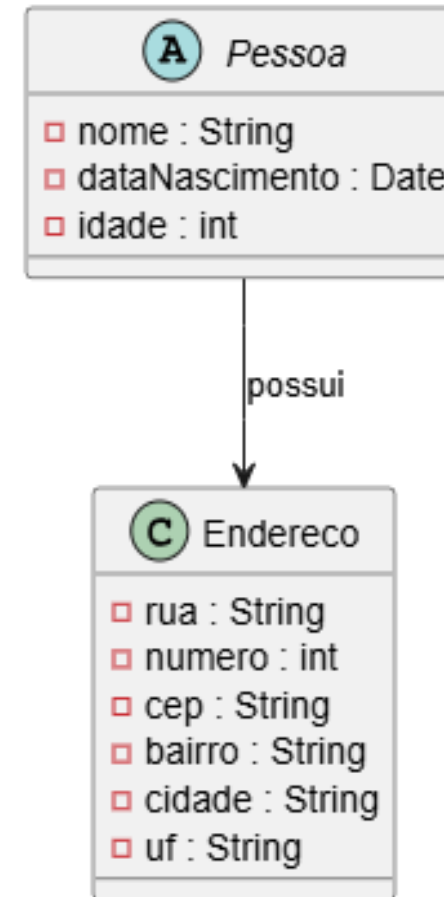 A Pessoa
nome : String
dataNascimento : Date
idade : int
possui
C Endereco
rua : String
numero : int
cep : String
bairro : String
cidade : String
uf : String